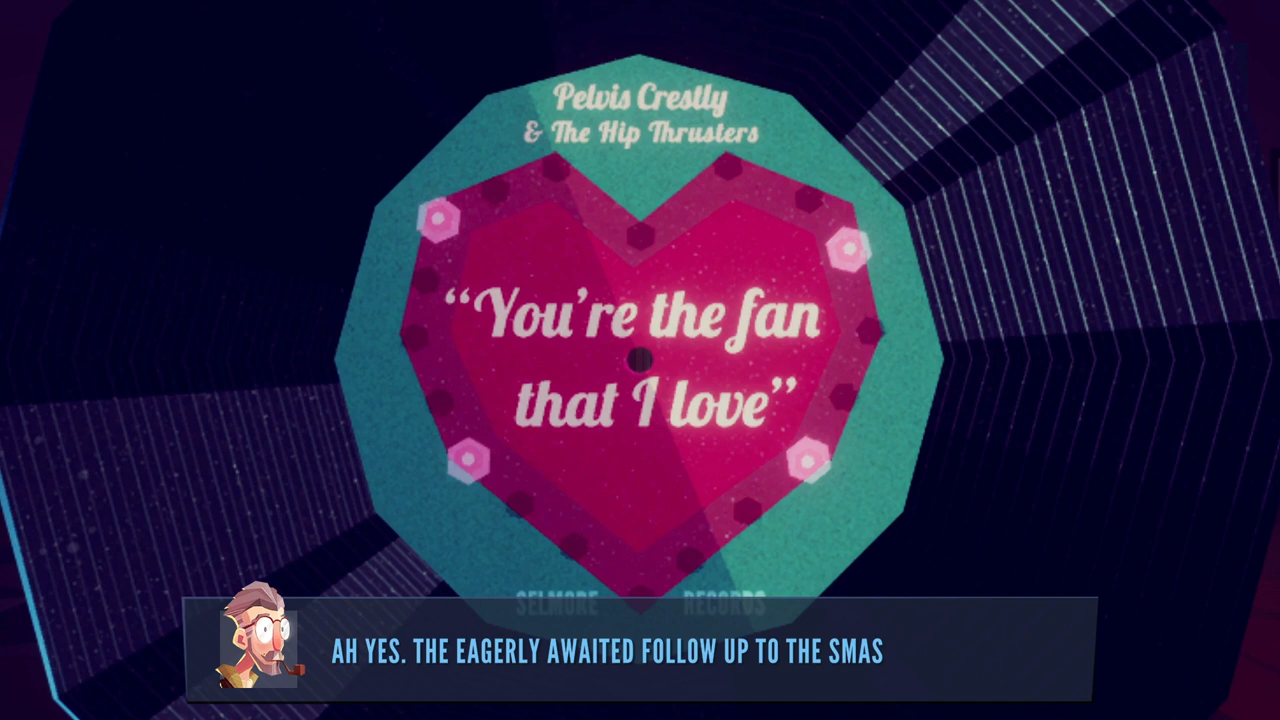 Pelvis Crestly
& The Hip Thrusters
“You’re the fan
that I love”
SELMORE RECORDS
AH YES. THE EAGERLY AWAITED FOLLOW UP TO THE SMAS